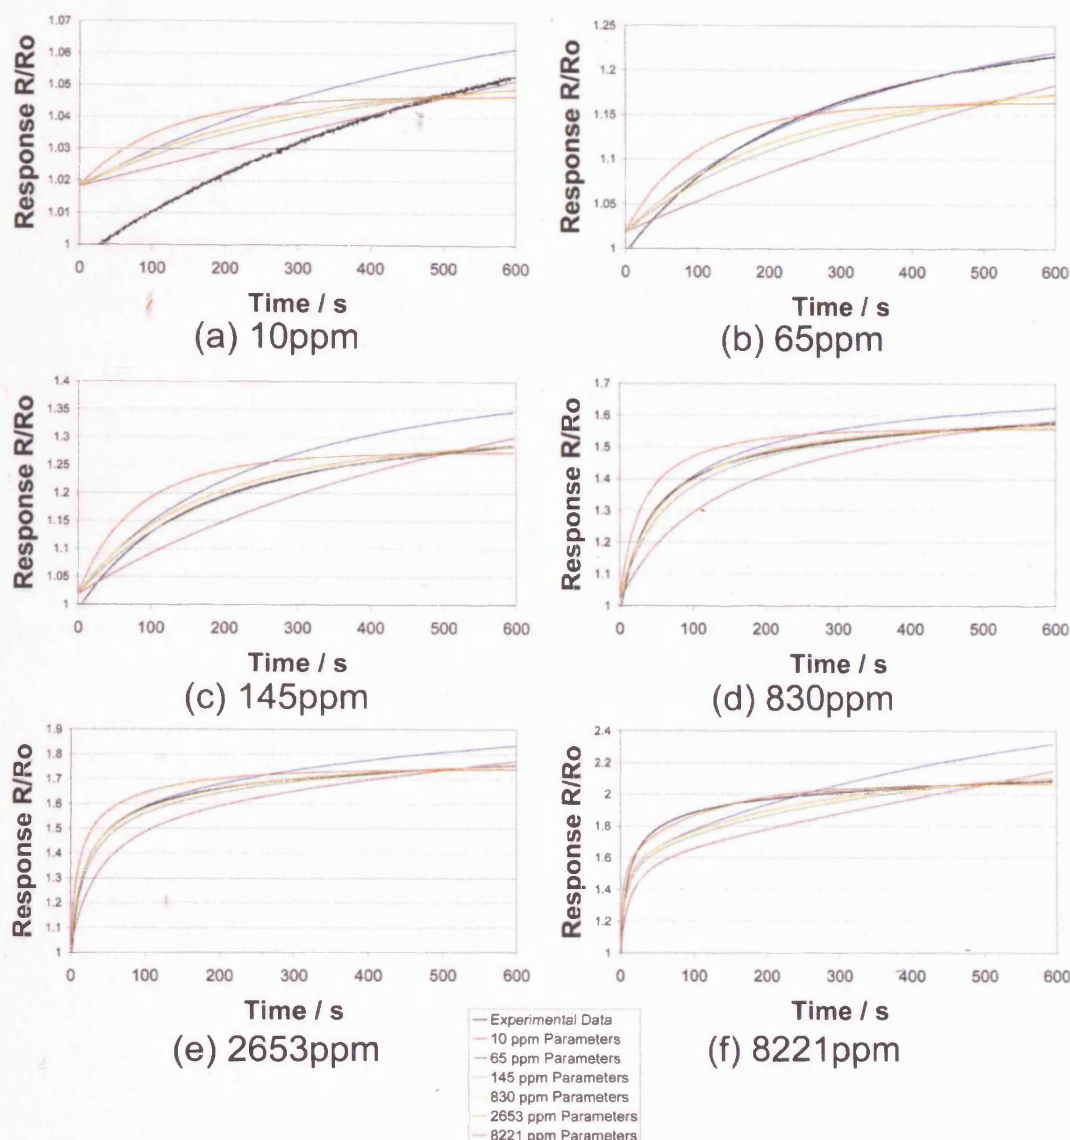 Response R/Ro
1.07
1.06
1.05
1.04
1.03
1.02
1.01
1
0 100 200 300 400 500 600
Time / s
(a) 10ppm
Response R/Ro
1.25
1.2
1.15
1.1
1.05
1
0 100 200 300 400 500 600
Time / s
(b) 65ppm
Response R/Ro
1.4
1.35
1.3
1.25
1.2
1.15
1.1
1.05
1
0 100 200 300 400 500 600
Time / s
(c) 145ppm
Response R/Ro
1.7
1.6
1.5
1.4
1.3
1.2
1.1
1
0 100 200 300 400 500 600
Time / s
(d) 830ppm
Response R/Ro
1.9
1.8
1.7
1.6
1.5
1.4
1.3
1.2
1.1
1
0 100 200 300 400 500 600
Time / s
(e) 2653ppm
Response R/Ro
2.4
2.2
2
1.8
1.6
1.4
1.2
1
0 100 200 300 400 500 600
Time / s
(f) 8221ppm
Experimental Data
10 ppm Parameters
65 ppm Parameters
145 ppm Parameters
830 ppm Parameters
2653 ppm Parameters
8221 ppm Parameters